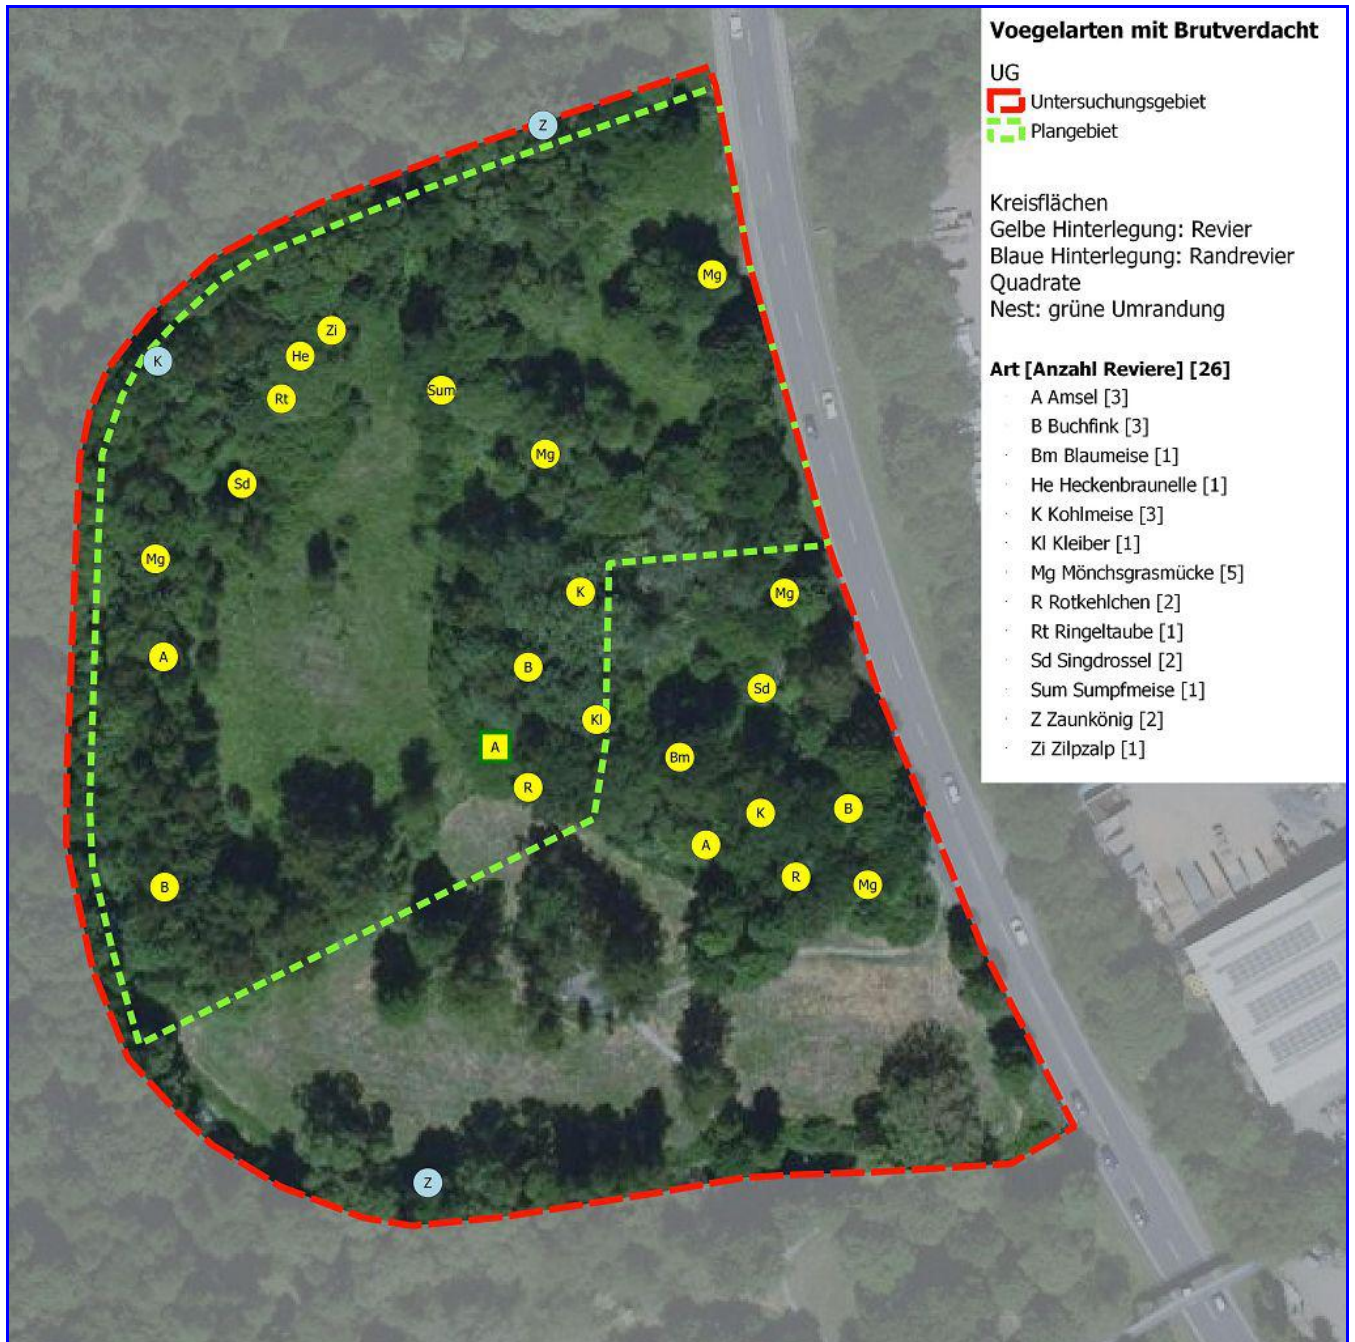 Voegelarten mit Brutverdacht
UG
Untersuchungsgebiet
Plangebiet
Kreisflächen
Gelbe Hinterlegung: Revier
Blaue Hinterlegung: Randrevier
Quadrate
Nest: grüne Umrandung
Art [Anzahl Reviere] [26]
A Amsel [3]
B Buchfink [3]
Bm Blaumeise [1]
He Heckenbraunelle [1]
K Kohlmeise [3]
Kl Kleiber [1]
Mg Mönchsgrasmücke [5]
R Rotkehlchen [2]
Rt Ringeltaube [1]
Sd Singdrossel [2]
Sum Sumpfmeise [1]
Z Zaunkönig [2]
Zi Zilpzalp [1]
Z
Mg
Zi
He
K
Sum
Rt
Mg
Sd
Mg
K
Mg
A
B
Sd
Kl
A
Bm
R
B
K
A
R
Mg
B
Z